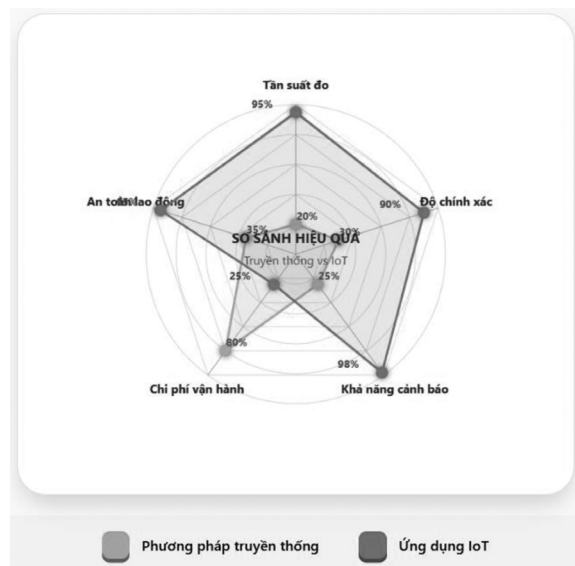 Tần suất đo
95%
An toàn lao động
90%
Độ chính xác
20%
35%
30%
SO SÁNH HIỆU QUẢ
Truyền thống vs IoT
25%
25%
80%
98%
Chi phí vận hành
Khả năng cảnh báo
Phương pháp truyền thống
Ứng dụng IoT